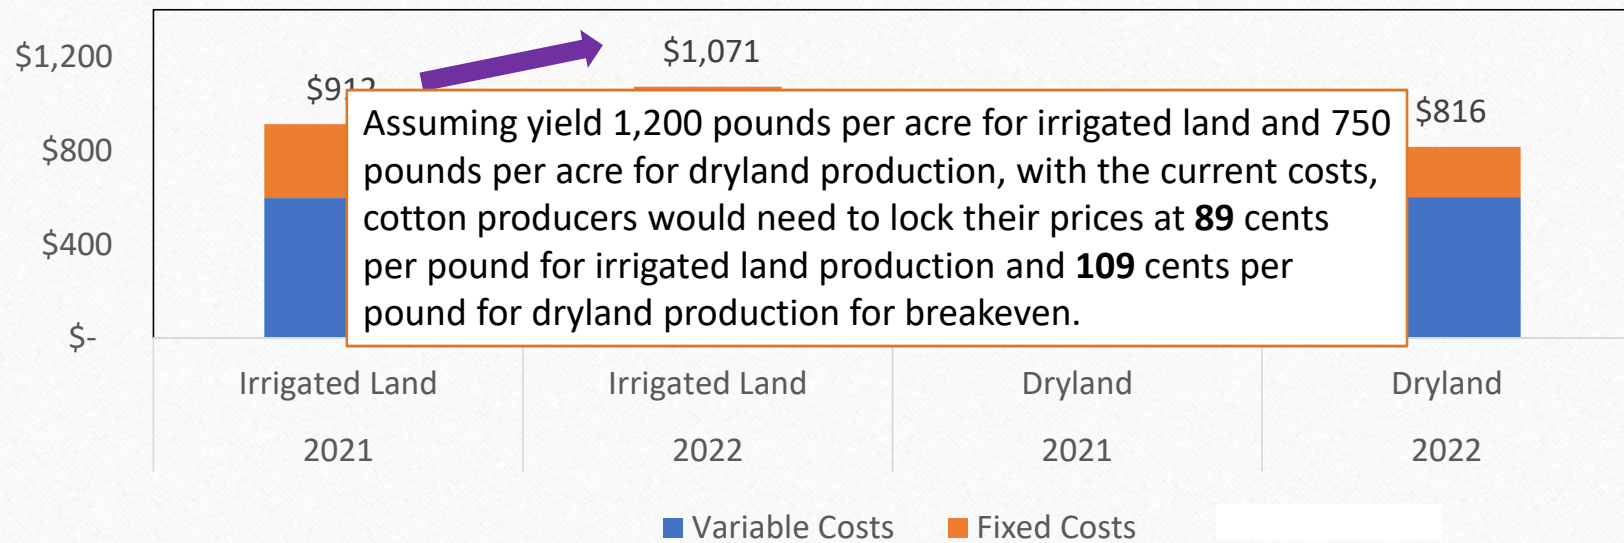 $1,200
$800
$400
$-
$912
$1,071
$816
Assuming yield 1,200 pounds per acre for irrigated land and 750
pounds per acre for dryland production, with the current costs,
cotton producers would need to lock their prices at 89 cents
per pound for irrigated land production and 109 cents per
pound for dryland production for breakeven.
Irrigated Land
Irrigated Land
Dryland
Dryland
2021
2022
2021
2022
Variable Costs
Fixed Costs